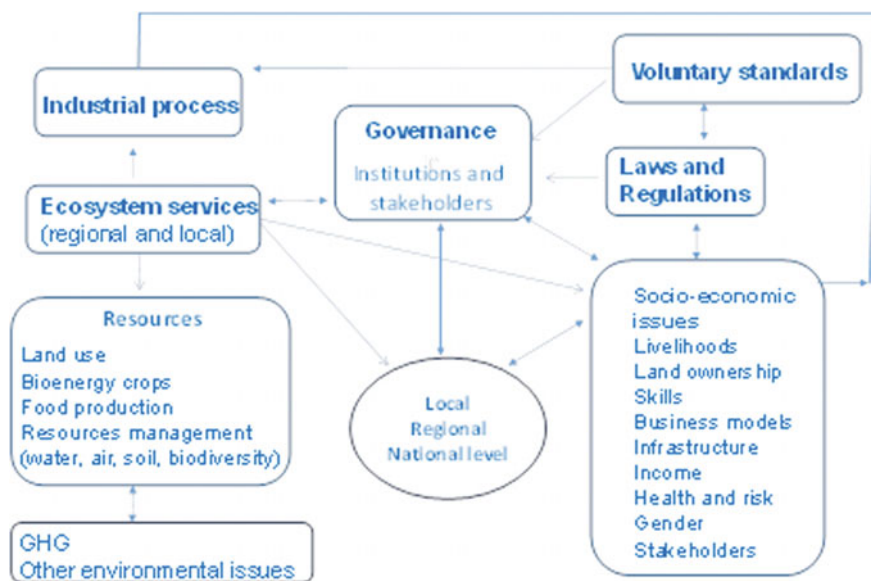 Industrial process
Voluntary standards
Governance
Institutions and
stakeholders
Laws and
Regulations
Ecosystem services
(regional and local)
Resources
Land use
Bioenergy crops
Food production
Resources management
(water, air, soil, biodiversity)
GHG
Other environmental issues
Local
Regional
National level
Socio-economic
issues
Livelihoods
Land ownership
Skills
Business models
Infrastructure
Income
Health and risk
Gender
Stakeholders